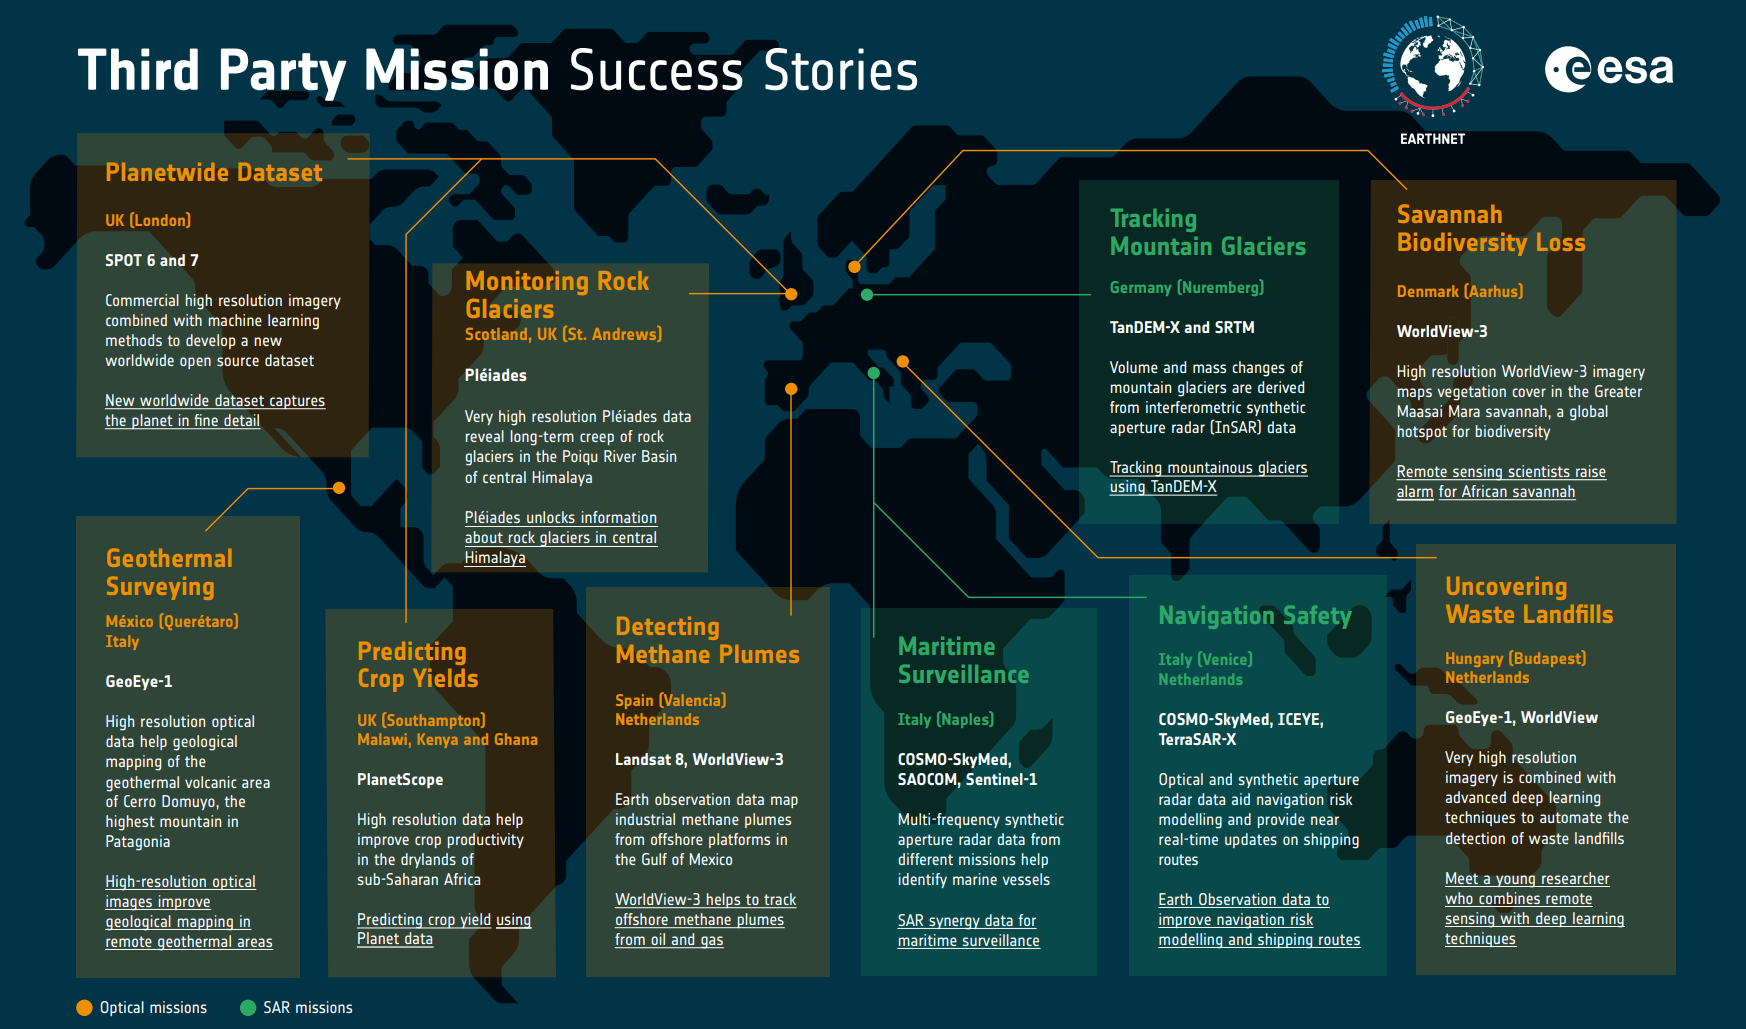 Third Party Mission Success Stories
EARTHNET
esa
Planetwide Dataset
UK (London)
SPOT 6 and 7
Commercial high resolution imagery
combined with machine learning
methods to develop a new
worldwide open source dataset
New worldwide dataset captures
the planet in fine detail
Monitoring Rock
Glaciers
Scotland, UK (St. Andrews)
Pléiades
Very high resolution Pléiades data
reveal long-term creep of rock
glaciers in the Poiqu River Basin
of central Himalaya
Pléiades unlocks information
about rock glaciers in central
Himalaya
Tracking
Mountain Glaciers
Germany (Nuremberg)
TanDEM-X and SRTM
Volume and mass changes of
mountain glaciers are derived
from interferometric synthetic
aperture radar (InSAR) data
Tracking mountainous glaciers
using TanDEM-X
Savannah
Biodiversity Loss
Denmark (Aarhus)
WorldView-3
High resolution WorldView-3 imagery
maps vegetation cover in the Greater
Maasai Mara savannah, a global
hotspot for biodiversity
Remote sensing scientists raise
alarm for African savannah
Geothermal
Surveying
México (Querétaro)
Italy
GeoEye-1
High resolution optical
data help geological
mapping of the
geothermal volcanic area
of Cerro Domuyo, the
highest mountain in
Patagonia
High-resolution optical
images improve
geological mapping in
remote geothermal areas
Predicting
Crop Yields
UK (Southampton)
Malawi, Kenya and Ghana
PlanetScope
High resolution data help
improve crop productivity
in the drylands of
sub-Saharan Africa
Predicting crop yield using
Planet data
Detecting
Methane Plumes
Spain (Valencia)
Netherlands
Landsat 8, WorldView-3
Earth observation data map
industrial methane plumes
from offshore platforms in
the Gulf of Mexico
WorldView-3 helps to track
offshore methane plumes
from oil and gas
Maritime
Surveillance
Italy (Naples)
COSMO-SkyMed,
SAOCOM, Sentinel-1
Multi-frequency synthetic
aperture radar data from
different missions help
identify marine vessels
SAR synergy data for
maritime surveillance
Navigation Safety
Italy (Venice)
Netherlands
COSMO-SkyMed, ICEYE,
TerraSAR-X
Optical and synthetic aperture
radar data aid navigation risk
modelling and provide near
real-time updates on shipping
routes
Earth Observation data to
improve navigation risk
modelling and shipping routes
Uncovering
Waste Landfills
Hungary (Budapest)
Netherlands
GeoEye-1, WorldView
Very high resolution
imagery is combined with
advanced deep learning
techniques to automate the
detection of waste landfills
Meet a young researcher
who combines remote
sensing with deep learning
techniques
Optical missions
SAR missions